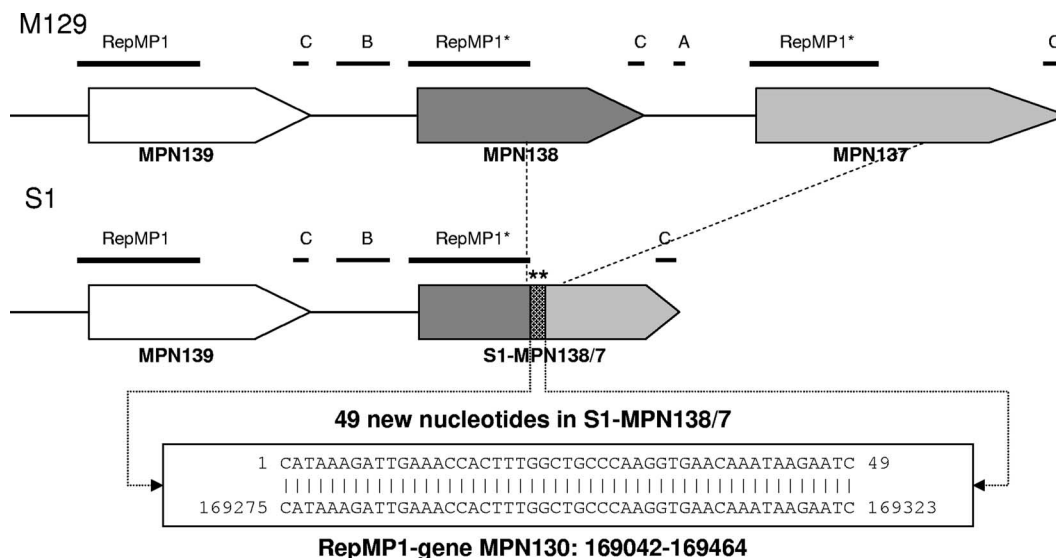 M129
RepMP1 C B RepMP1* C A RepMP1* C
MPN139 MPN138 MPN137
S1
RepMP1 C B RepMP1* C
**
MPN139 S1-MPN138/7
49 new nucleotides in S1-MPN138/7
1 CATAAAGATTGAAACCACTTTGGCTGCCCAAGGTGAACAAATAAGAATC 49
| | | | | | | | | | | | | | | | | | | | | | | | | | | | | | | | | | | | | | | | | | | | | | | | |
169275 CATAAAGATTGAAACCACTTTGGCTGCCCAAGGTGAACAAATAAGAATC 169323
RepMP1-gene MPN130: 169042-169464